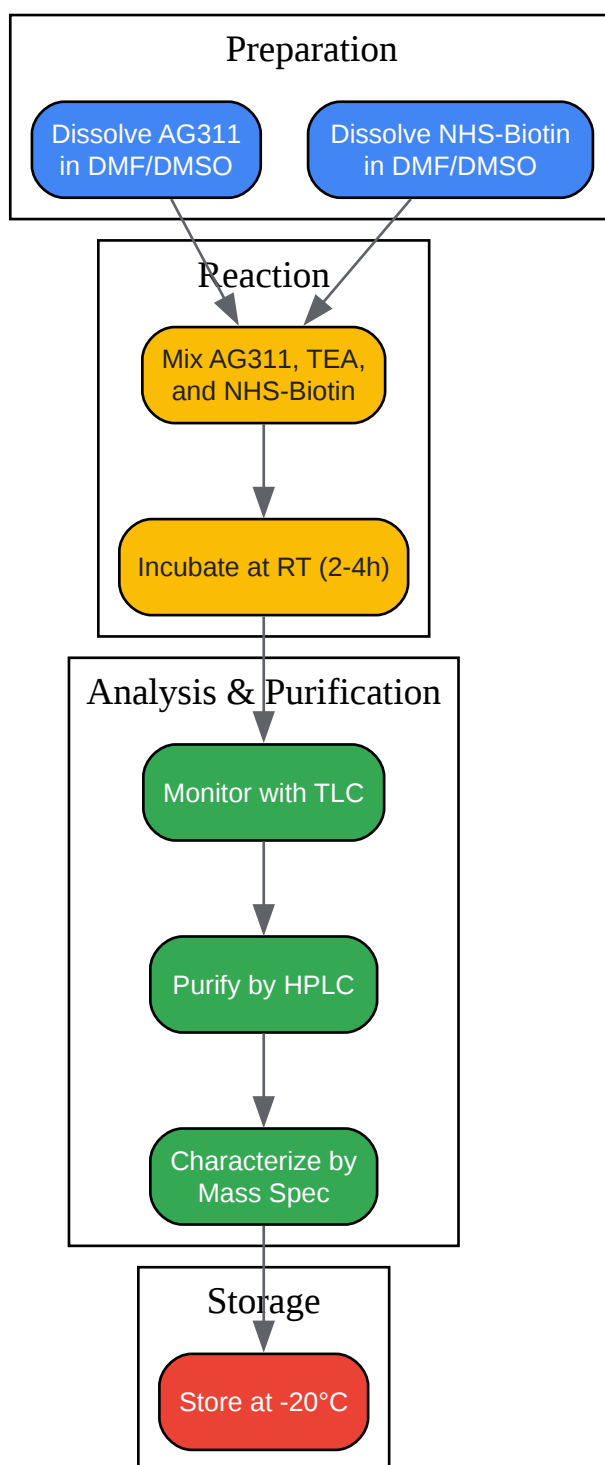 Preparation
Dissolve AG311
in DMF/DMSO
Dissolve NHS-Biotin
in DMF/DMSO
Reaction
Mix AG311, TEA,
and NHS-Biotin
Incubate at RT (2-4h)
Analysis & Purification
Monitor with TLC
Purify by HPLC
Characterize by
Mass Spec
Storage
Store at -20°C